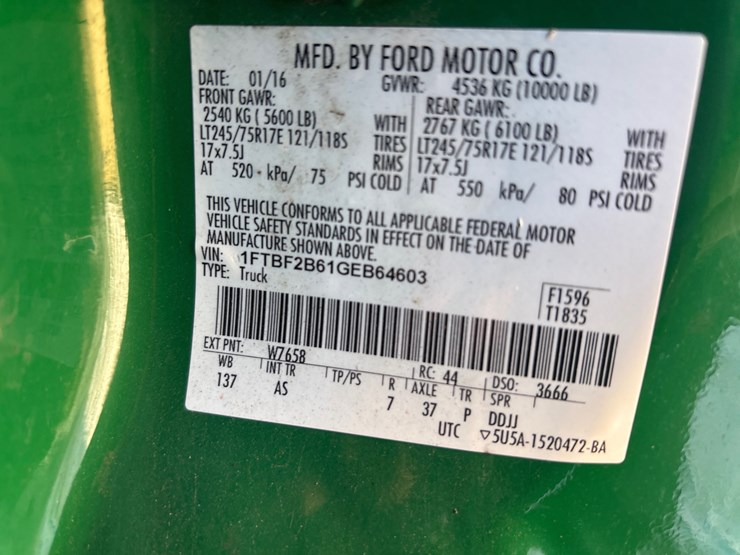 MFD. BY FORD MOTOR CO.
DATE: 01/16 GVWR: 4536 KG (10000 LB)
FRONT GAWR: REAR GAWR:
2540 KG ( 5600 LB) WITH 2767 KG ( 6100 LB) WITH
LT245/75R17E 121/118S TIRES LT245/75R17E 121/118S TIRES
17x7.5J RIMS 17x7.5J RIMS
AT 520 kPa/ 75 PSI COLD AT 550 kPa/ 80 PSI COLD
THIS VEHICLE CONFORMS TO ALL APPLICABLE FEDERAL MOTOR
VEHICLE SAFETY STANDARDS IN EFFECT ON THE DATE OF
MANUFACTURE SHOWN ABOVE.
VIN: 1FTBF2B61GEB64603
TYPE: Truck
F1596
T1835
EXT PNT: W7658 RC: 44 DSO: 3666
WB INT TR TP/PS R AXLE TR SPR
137 AS 7 37 P DDJJ
UTC ▽5U5A-1520472-BA